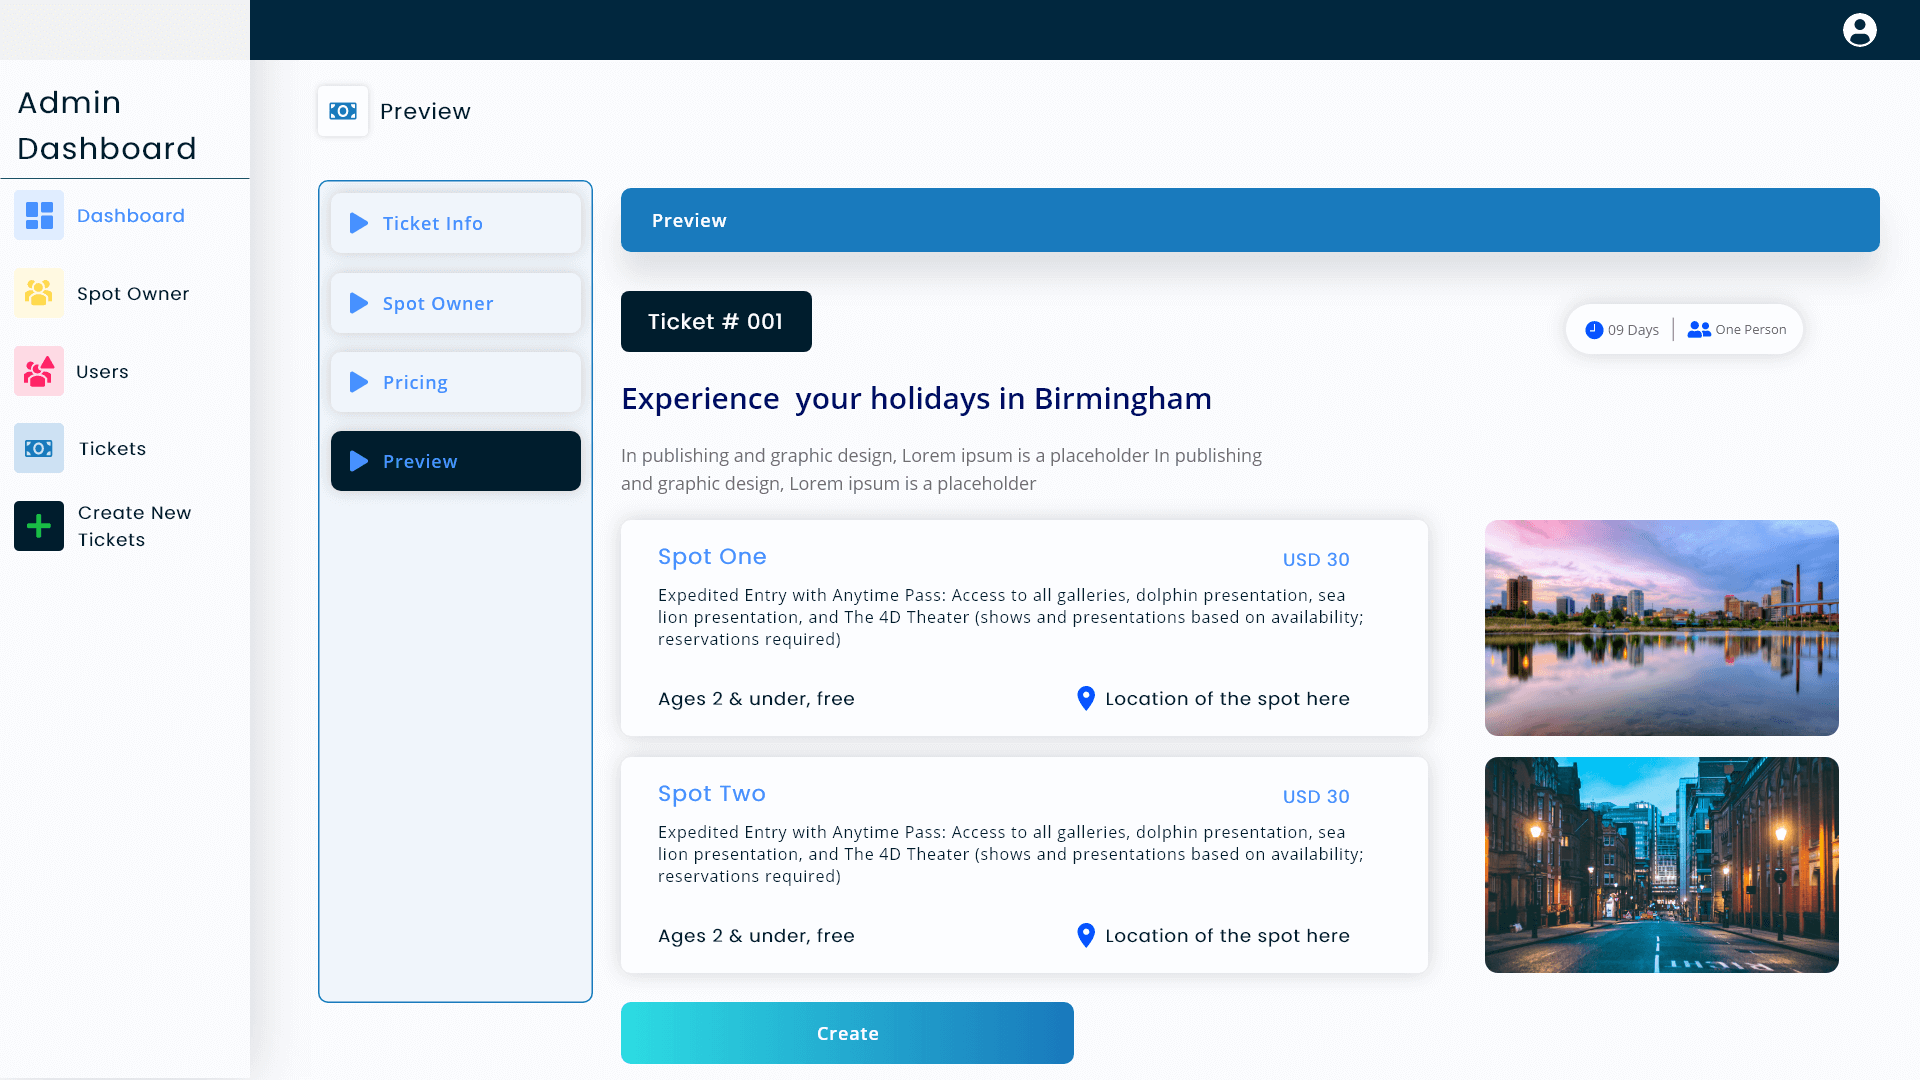 Admin
Dashboard
Dashboard
Spot Owner
Users
Tickets
Create New
Tickets
Preview
Ticket Info
Spot Owner
Pricing
Preview
Preview
Ticket # 001
09 Days
One Person
Experience  your holidays in Birmingham
In publishing and graphic design, Lorem ipsum is a placeholder In publishing
and graphic design, Lorem ipsum is a placeholder
Spot One
USD 30
Expedited Entry with Anytime Pass: Access to all galleries, dolphin presentation, sea
lion presentation, and The 4D Theater (shows and presentations based on availability;
reservations required)
Ages 2 & under, free
Location of the spot here
Spot Two
USD 30
Expedited Entry with Anytime Pass: Access to all galleries, dolphin presentation, sea
lion presentation, and The 4D Theater (shows and presentations based on availability;
reservations required)
Ages 2 & under, free
Location of the spot here
Create